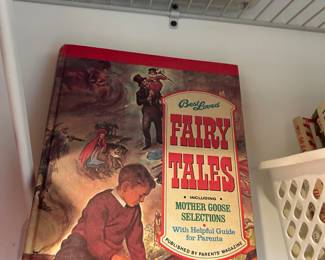 Best Loved
FAIRY
TALES
• INCLUDING •
MOTHER GOOSE
SELECTIONS
With Helpful Guide
for Parents
PUBLISHED BY PARENTS' MAGAZINE